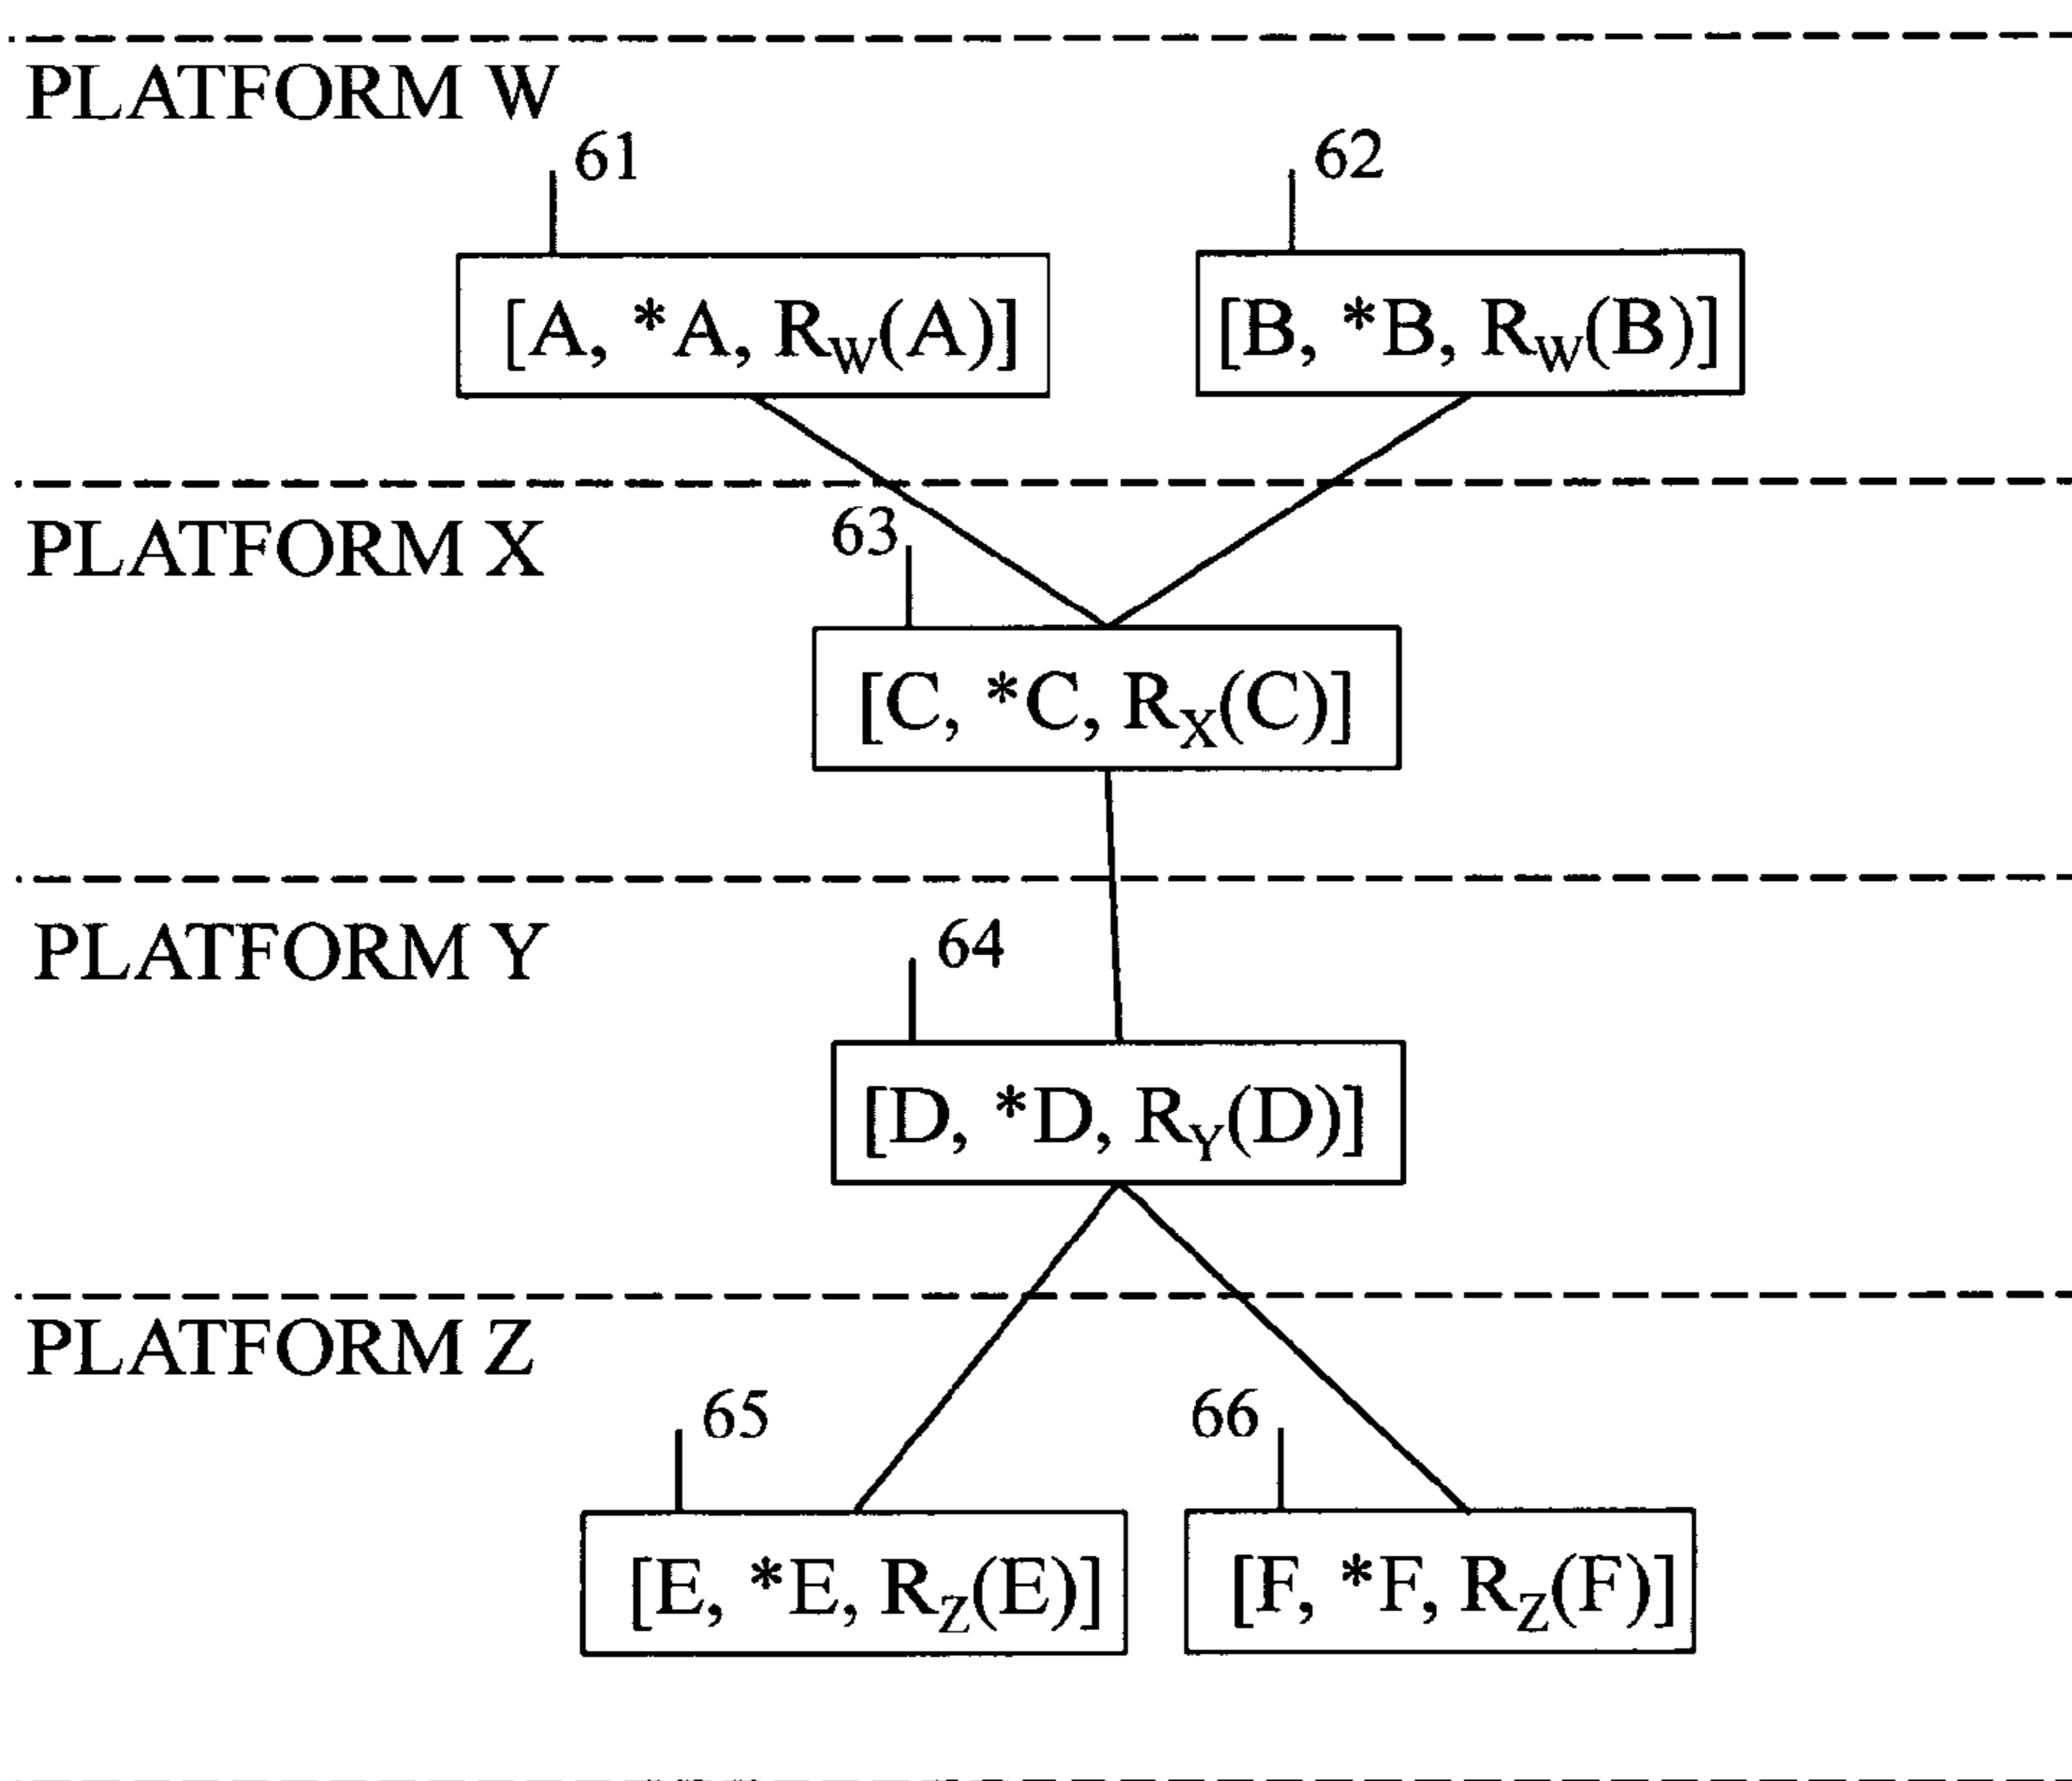 PLATFORM W
61 62
[A, *A, R_W(A)] [B, *B, R_W(B)]
PLATFORM X
63
[C, *C, R_X(C)]
PLATFORM Y
64
[D, *D, R_Y(D)]
PLATFORM Z
65 66
[E, *E, R_Z(E)] [F, *F, R_Z(F)]